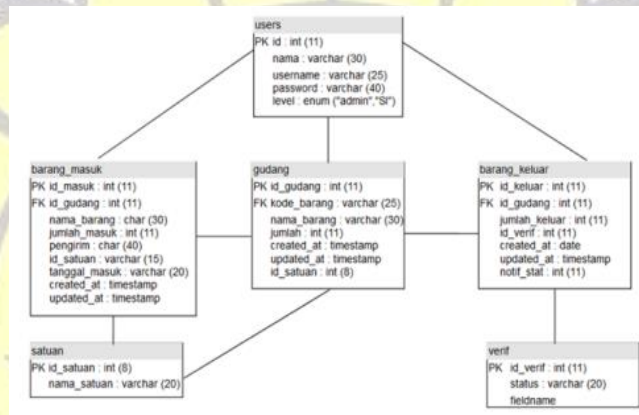 users
PK id : int (11)
nama : varchar (30)
username : varchar (25)
password : varchar (40)
level : enum ("admin","SI")
barang_masuk
PK id_masuk : int (11)
FK id_gudang : int (11)
nama_barang : char (30)
jumlah_masuk : int (11)
pengirim : char (40)
id_satuan : varchar (15)
tanggal_masuk : varchar (20)
created_at : timestamp
updated_at : timestamp
gudang
PK id_gudang : int (11)
FK kode_barang : varchar (25)
nama_barang : varchar (30)
jumlah : int (11)
created_at : timestamp
updated_at : timestamp
id_satuan : int (8)
barang_keluar
PK id_keluar : int (11)
FK id_gudang : int (11)
jumlah_keluar : int (11)
id_verif : int (11)
created_at : date
updated_at : timestamp
notif_stat : int (11)
satuan
PK id_satuan : int (8)
nama_satuan : varchar (20)
verif
PK id_verif : int (11)
status : varchar (20)
fieldname